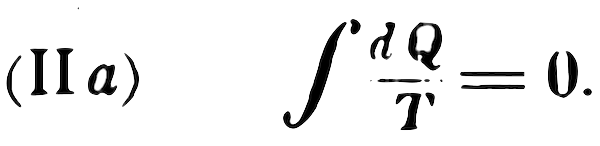 (II a) ∫ dQ/T = 0.